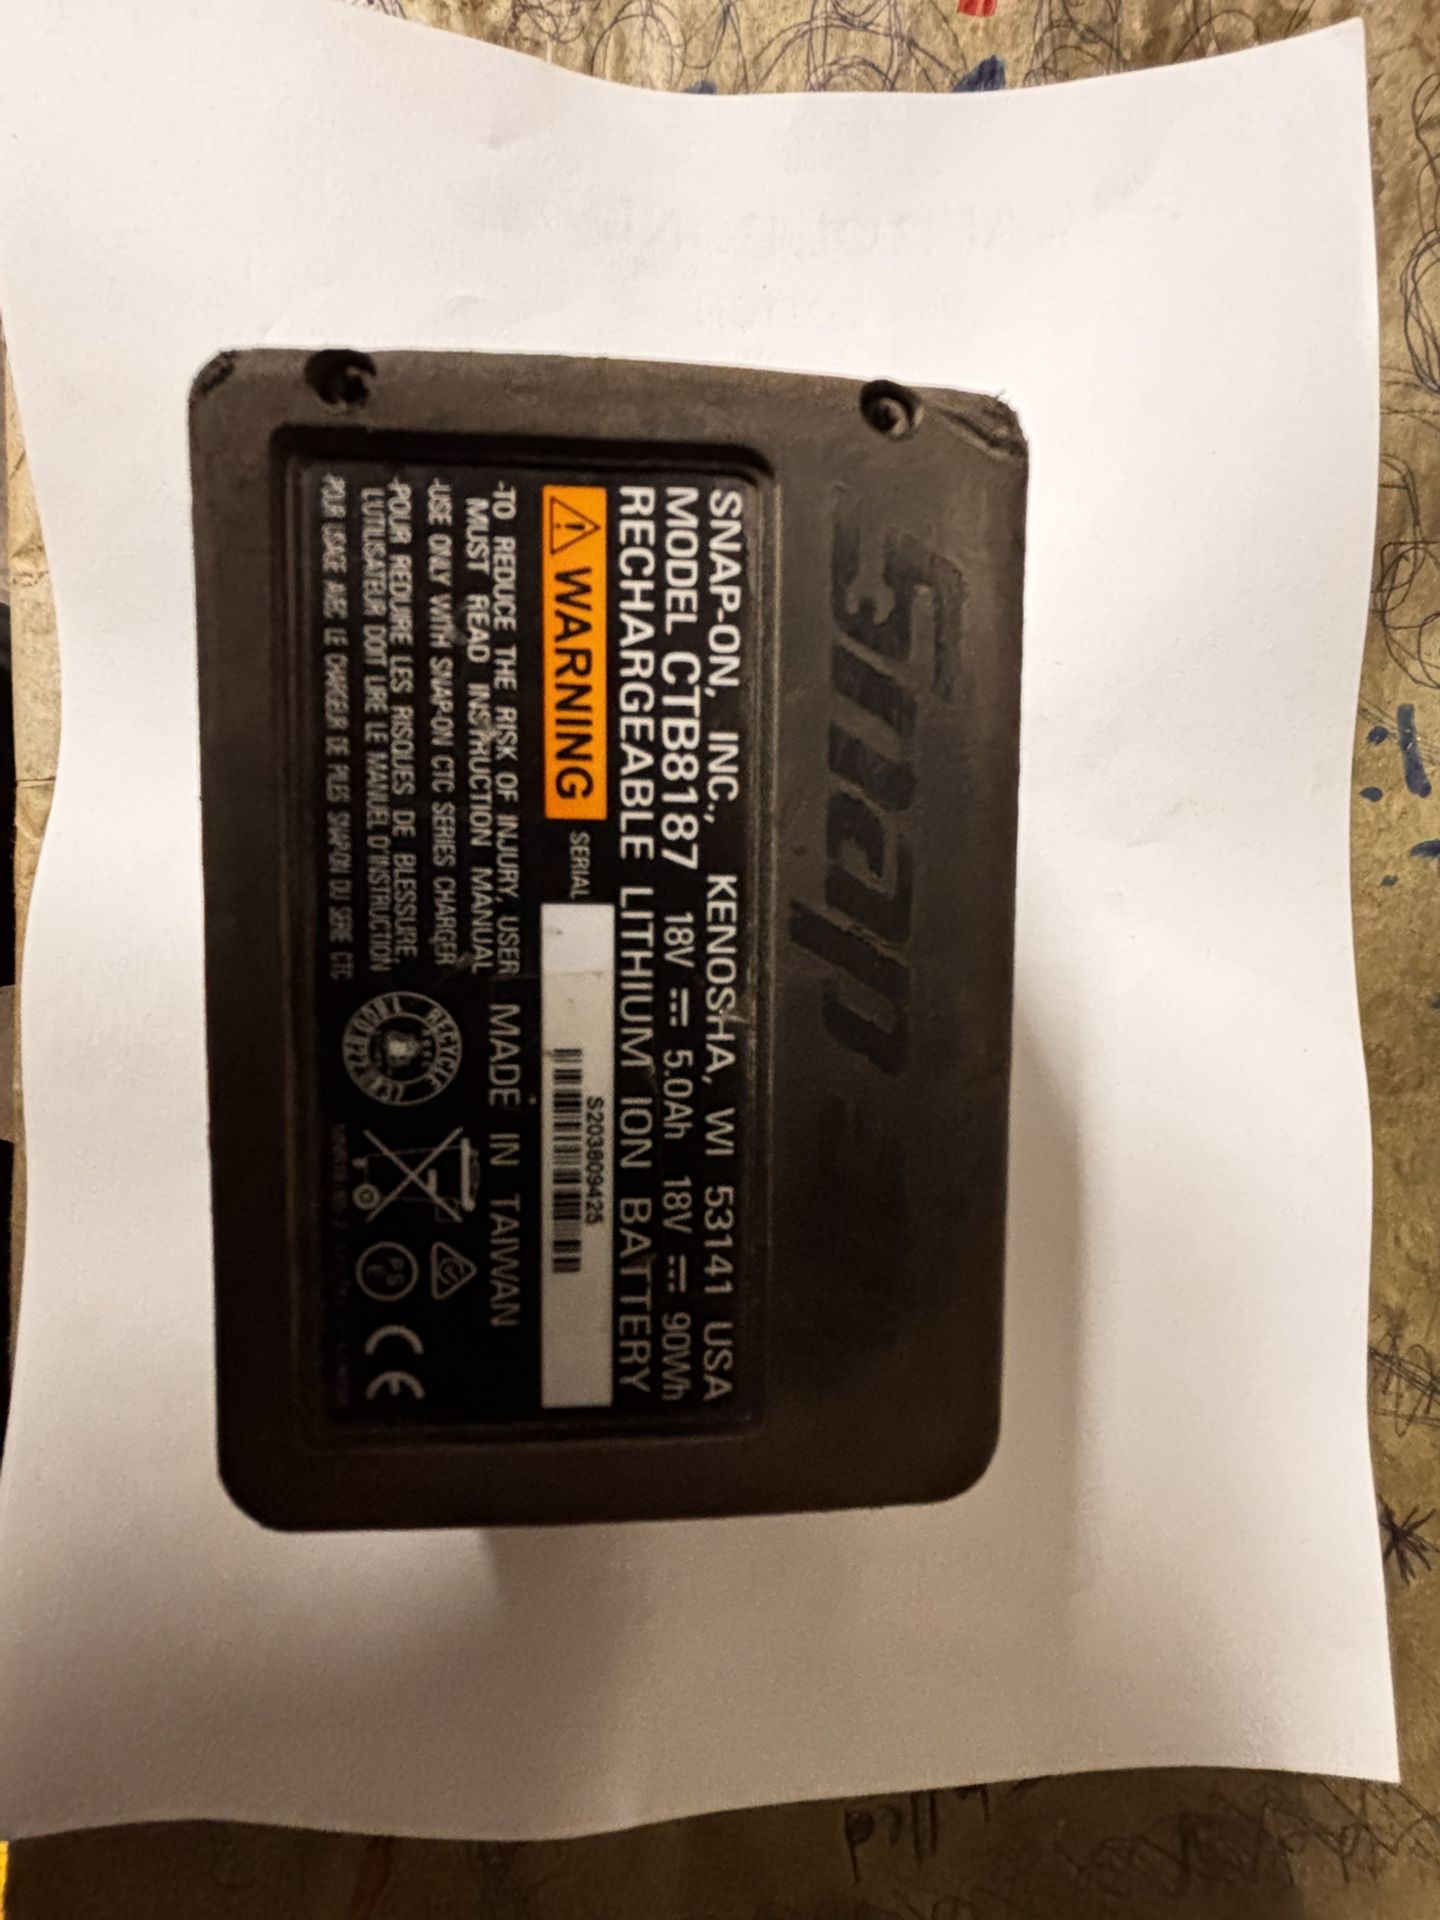 Snap
SNAP-ON, INC., KENOSHA, WI 53141 USA
MODEL CTB8187 18V 5.0Ah 18V 90Wh
RECHARGEABLE LITHIUM ION BATTERY
WARNING SERIAL
S203809425
-TO REDUCE THE RISK OF INJURY, USER
MUST READ INSTRUCTION MANUAL
-USE ONLY WITH SNAP-ON CTC SERIES CHARGER
-POUR REDUIRE LES RISQUES DE BLESSURE,
L'UTILISATEUR DOIT LIRE LE MANUEL D'INSTRUCTION
-POUR USAGE AVEC LE CHARGEUR DE PILES SNAP-ON DU SERIE CTC
MADE IN TAIWAN
RECYCLE
PS
E
CE